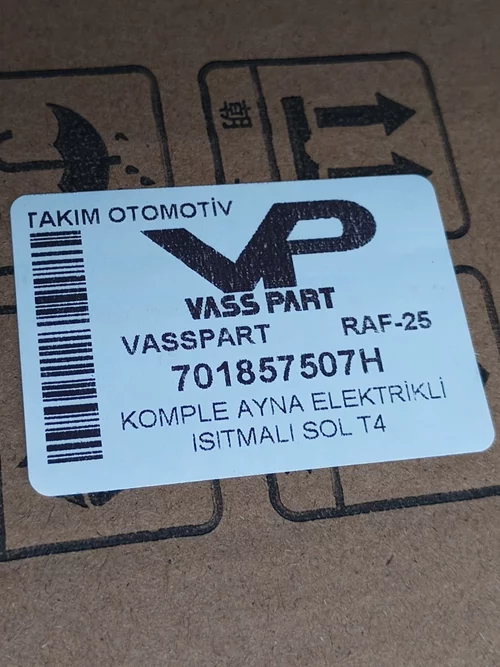 TAKIM OTOMOTİV
VP
VASS PART
VASSPART RAF-25
701857507H
KOMPLE AYNA ELEKTRİKLİ
ISITMALI SOL T4